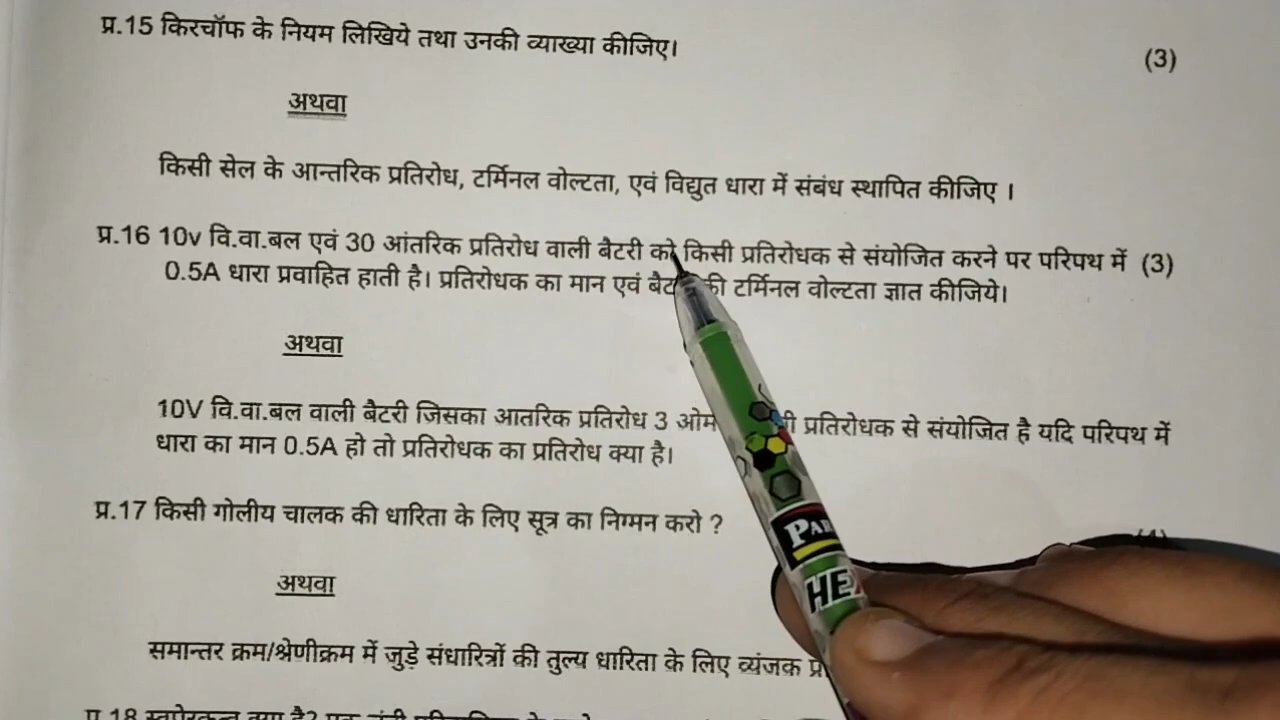 प्र.15 किरचॉफ के नियम लिखिये तथा उनकी व्याख्या कीजिए। (3)
अथवा
किसी सेल के आन्तरिक प्रतिरोध, टर्मिनल वोल्टता, एवं विद्युत धारा में संबंध स्थापित कीजिए ।
प्र.16 10v वि.वा.बल एवं 30 आंतरिक प्रतिरोध वाली बैटरी को किसी प्रतिरोधक से संयोजित करने पर परिपथ में (3)
0.5A धारा प्रवाहित हाती है। प्रतिरोधक का मान एवं की टर्मिनल वोल्टता ज्ञात कीजिये।
अथवा
10V वि.वा.बल वाली बैटरी जिसका आतरिक प्रतिरोध 3 ओम प्रतिरोधक से संयोजित है यदि परिपथ में
धारा का मान 0.5A हो तो प्रतिरोधक का प्रतिरोध क्या है।
प्र.17 किसी गोलीय चालक की धारिता के लिए सूत्र का निगमन करो ?
अथवा
समान्तर क्रम/श्रेणीक्रम में जुड़े संधारित्रों की तुल्य धारिता के लिए व्यंजक